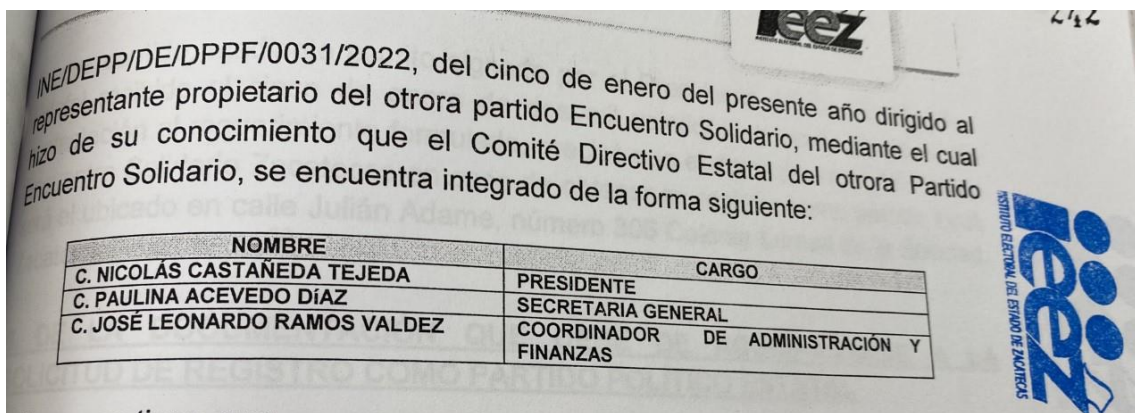 ieez
INE/DEPP/DE/DPPF/0031/2022, del cinco de enero del presente año dirigido al
representante propietario del otrora partido Encuentro Solidario, mediante el cual
hizo de su conocimiento que el Comité Directivo Estatal del otrora Partido
Encuentro Solidario, se encuentra integrado de la forma siguiente:
NOMBRE CARGO
C. NICOLÁS CASTAÑEDA TEJEDA PRESIDENTE
C. PAULINA ACEVEDO DíAZ SECRETARIA GENERAL
C. JOSÉ LEONARDO RAMOS VALDEZ COORDINADOR DE ADMINISTRACIÓN Y
FINANZAS
ieez
INSTITUTO ELECTORAL DEL ESTADO DE ZACATECAS